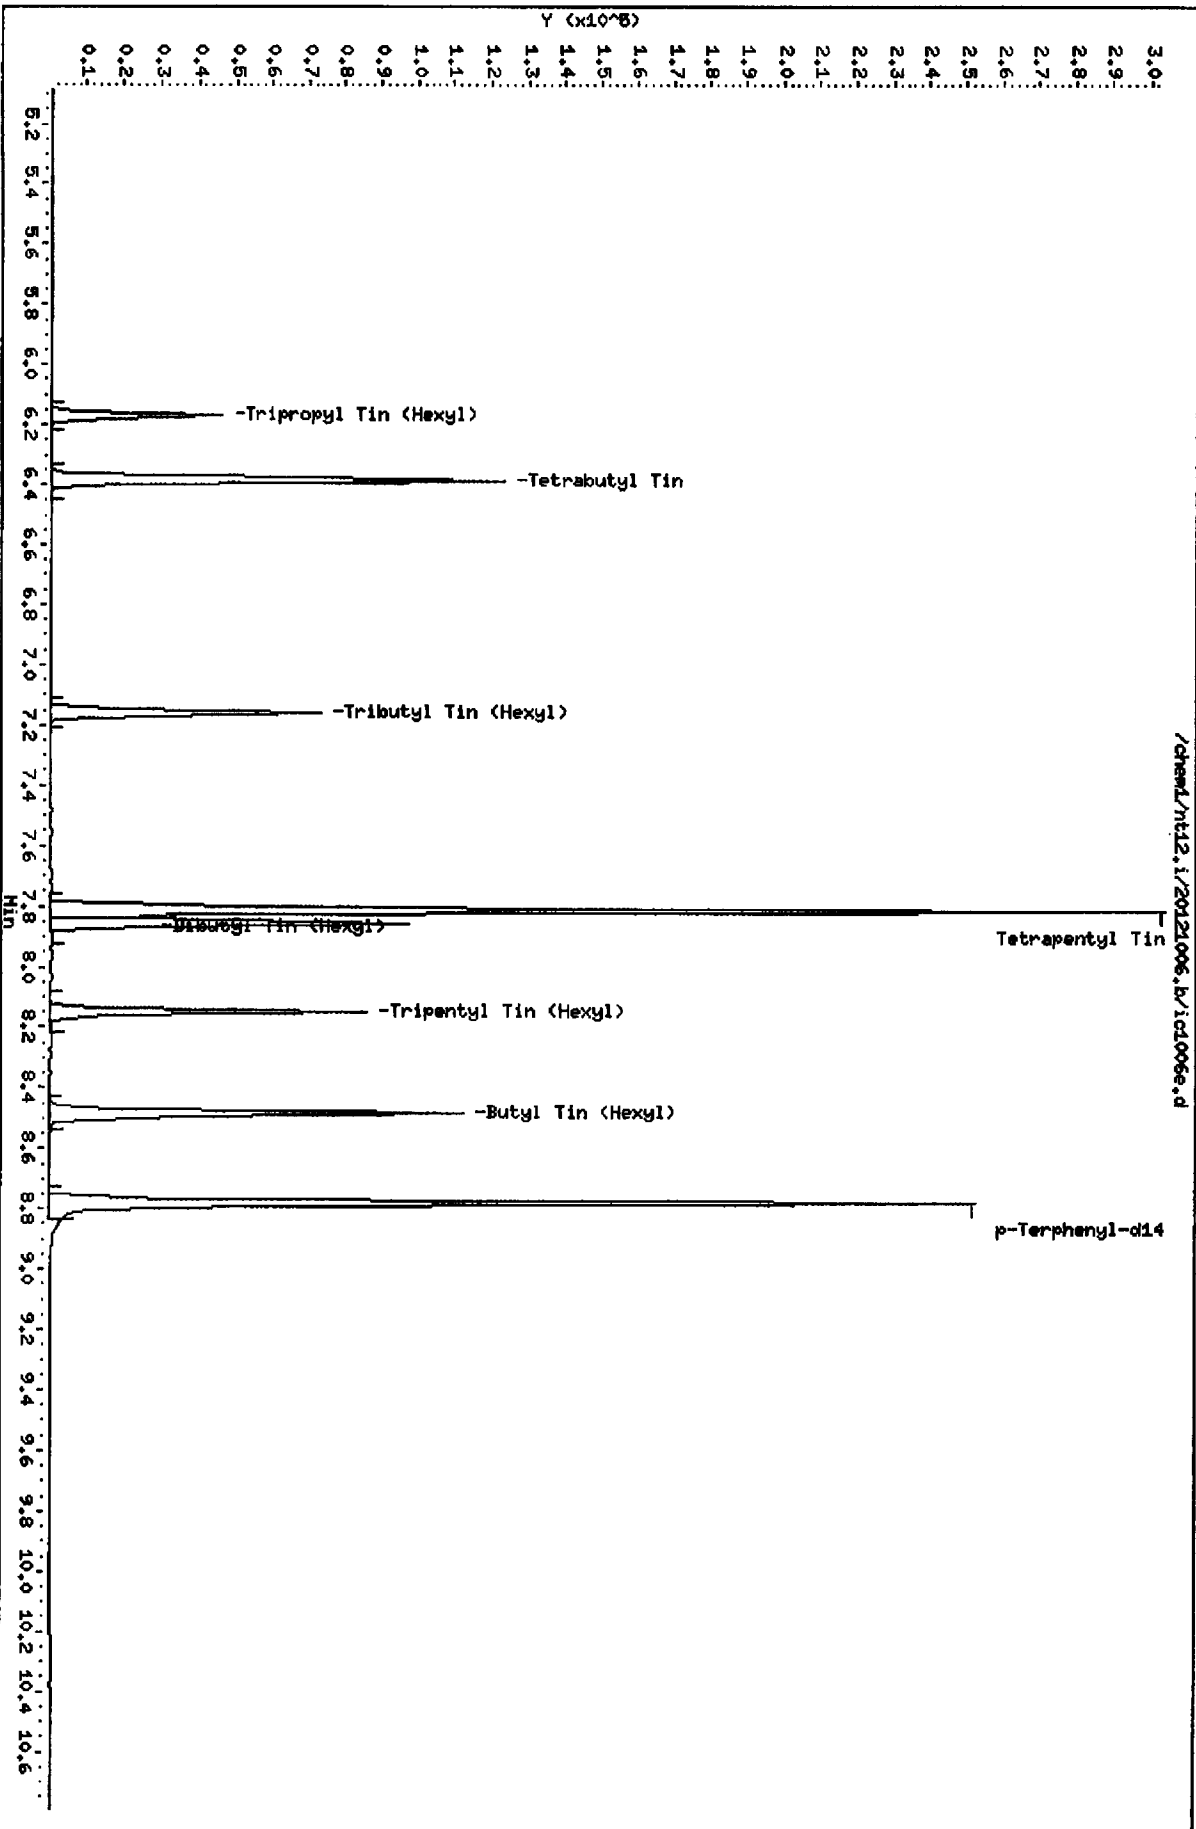 /chem1/nt12.i/20121006.b/ic1006e.d
Y (x10^5)
3.0
2.9
2.8
2.7
2.6
2.5
2.4
2.3
2.2
2.1
2.0
1.9
1.8
1.7
1.6
1.5
1.4
1.3
1.2
1.1
1.0
0.9
0.8
0.7
0.6
0.5
0.4
0.3
0.2
0.1
-Tripropyl Tin (Hexyl)
-Tetrabutyl Tin
-Tributyl Tin (Hexyl)
-Dibutyl Tin (Hexyl)
Tetrapentyl Tin
-Tripentyl Tin (Hexyl)
-Butyl Tin (Hexyl)
p-Terphenyl-d14
5.2 5.4 5.6 5.8 6.0 6.2 6.4 6.6 6.8 7.0 7.2 7.4 7.6 7.8 8.0 8.2 8.4 8.6 8.8 9.0 9.2 9.4 9.6 9.8 10.0 10.2 10.4 10.6
Min